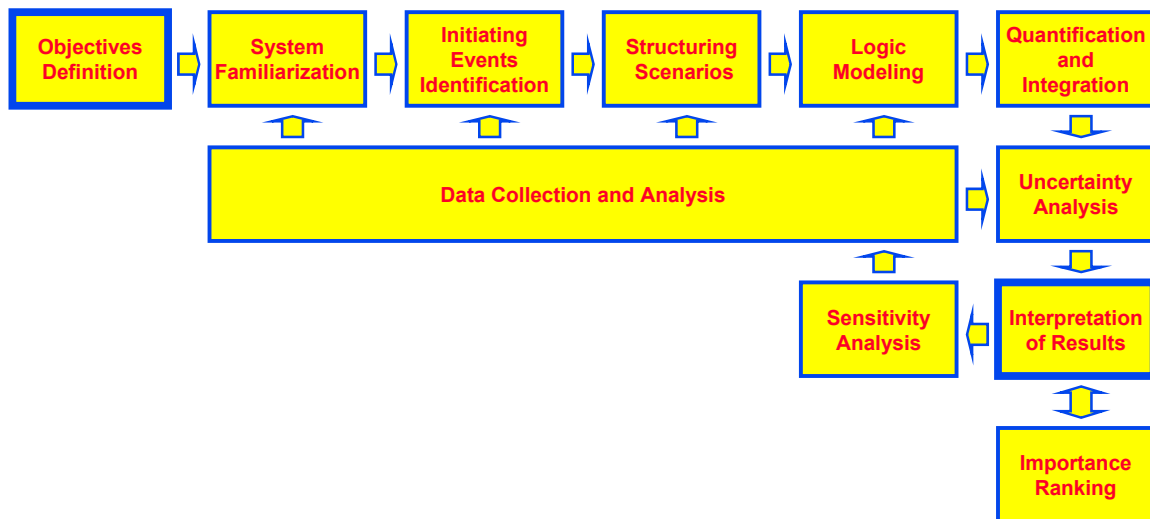 Objectives
Definition
System
Familiarization
Initiating
Events
Identification
Structuring
Scenarios
Logic
Modeling
Quantification
and
Integration
Data Collection and Analysis
Uncertainty
Analysis
Sensitivity
Analysis
Interpretation
of Results
Importance
Ranking